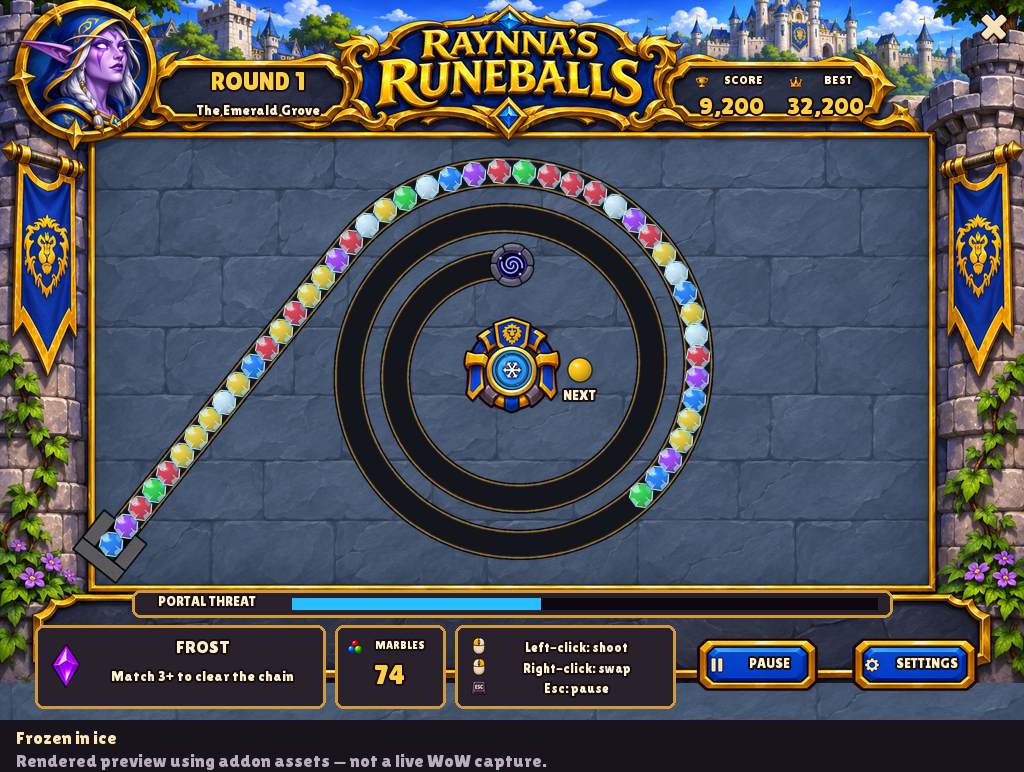 RAYNNA'S
RUNEBALLS
ROUND 1
The Emerald Grove
SCORE
BEST
9,200
32,200
NEXT
PORTAL THREAT
FROST
Match 3+ to clear the chain
MARBLES
74
Left-click: shoot
Right-click: swap
ESC
Esc: pause
PAUSE
SETTINGS
Frozen in ice
Rendered preview using addon assets — not a live WoW capture.